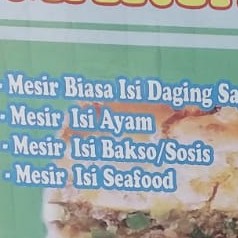 - Mesir Biasa Isi Daging Sa
- Mesir Isi Ayam
- Mesir Isi Bakso/Sosis
- Mesir Isi Seafood